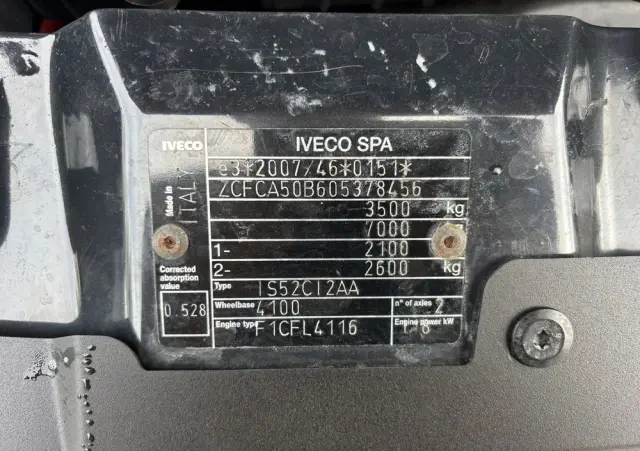 IVECO
IVECO SPA
e3*2007/46*0151*
ZCFCA50B605378456
Made in
ITALY
3500 kg
7000
1- 2100
2- 2600 kg
Corrected
absorption
value
0.528
Type IS52CI2AA
Wheelbase 4100 n° of axles 2
Engine type F1CFL4116 Engine power kW